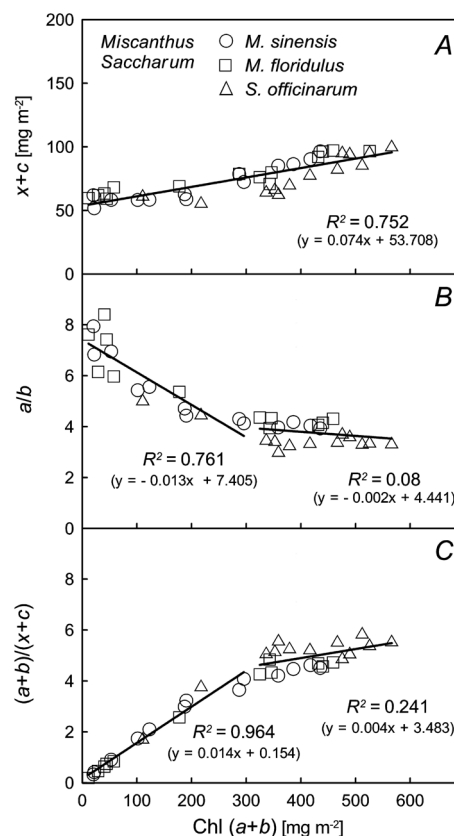 200
Miscanthus
Saccharum
M. sinensis
M. floridulus
S. officinarum
A
150
x+c [mg m-2]
100
50
R² = 0.752
(y = 0.074x + 53.708)
0
B
8
6
a/b
4
R² = 0.761
(y = - 0.013x + 7.405)
R² = 0.08
(y = - 0.002x + 4.441)
2
0
C
8
6
(a+b)/(x+c)
4
R² = 0.964
(y = 0.014x + 0.154)
R² = 0.241
(y = 0.004x + 3.483)
2
0
0 100 200 300 400 500 600
Chl (a+b) [mg m-2]